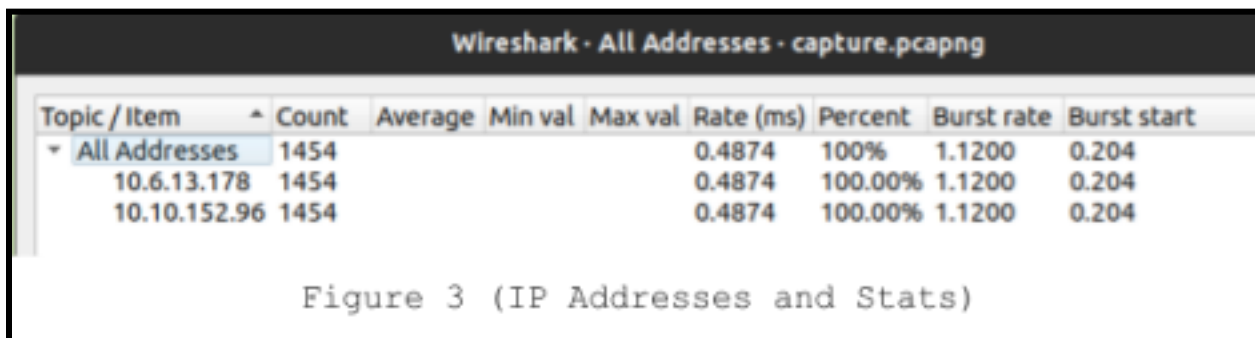 Wireshark · All Addresses · capture.pcapng
Topic / Item Count Average Min val Max val Rate (ms) Percent Burst rate Burst start
All Addresses 1454 0.4874 100% 1.1200 0.204
10.6.13.178 1454 0.4874 100.00% 1.1200 0.204
10.10.152.96 1454 0.4874 100.00% 1.1200 0.204
Figure 3 (IP Addresses and Stats)